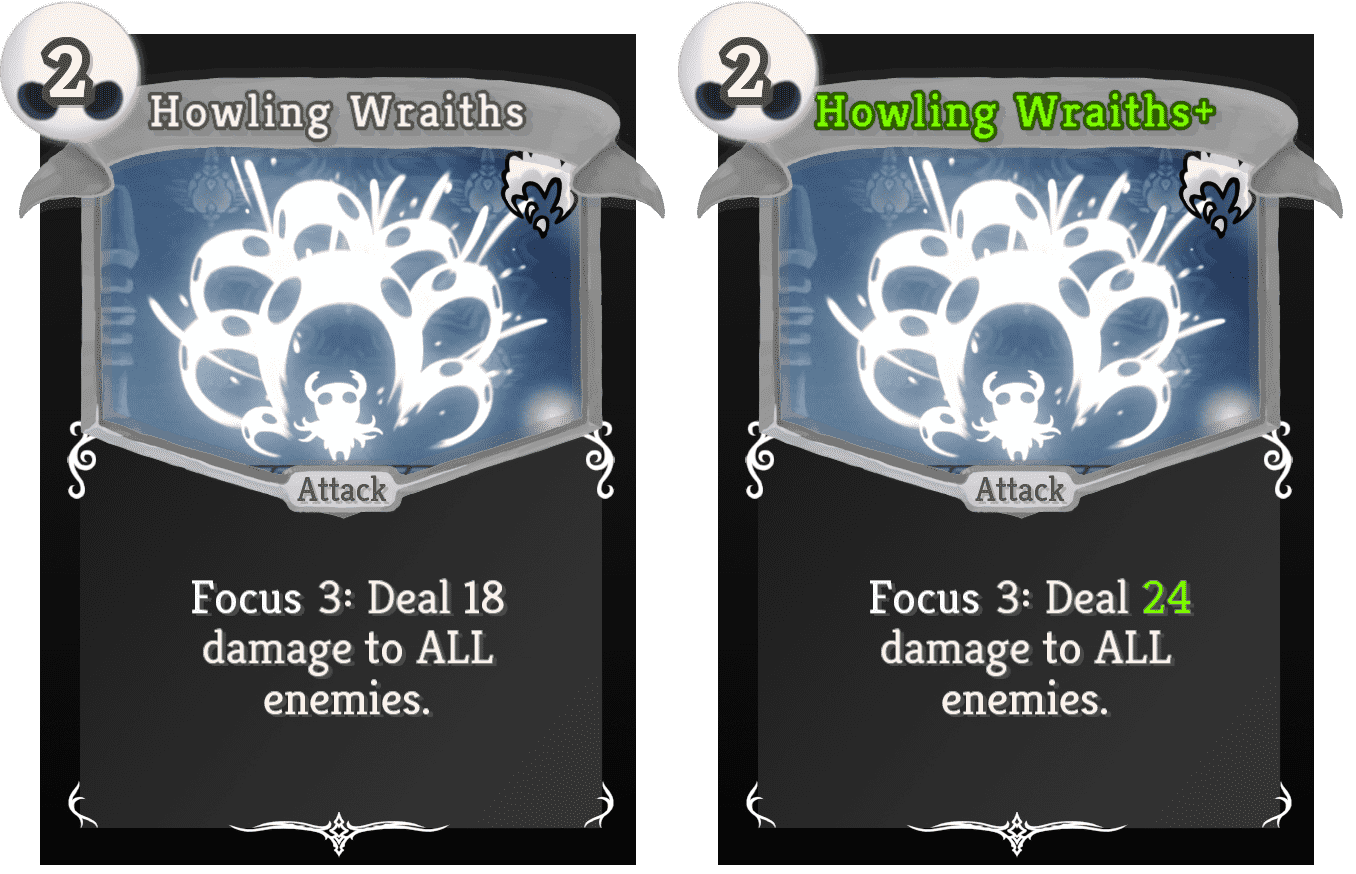 2
Howling Wraiths
Attack
Focus 3: Deal 18
damage to ALL
enemies.
2
Howling Wraiths+
Attack
Focus 3: Deal 24
damage to ALL
enemies.